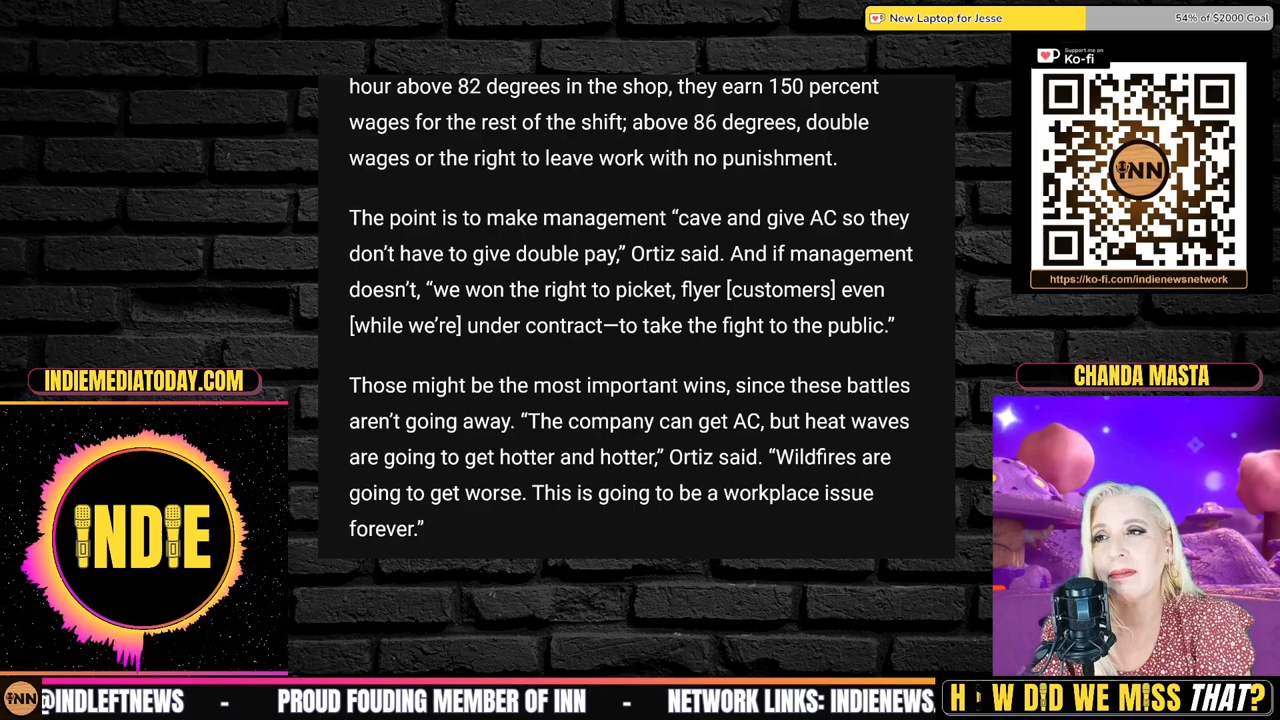 New Laptop for Jesse
54% of $2000 Goal
Support me on
Ko-fi
hour above 82 degrees in the shop, they earn 150 percent
wages for the rest of the shift; above 86 degrees, double
wages or the right to leave work with no punishment.
The point is to make management “cave and give AC so they
don’t have to give double pay,” Ortiz said. And if management
doesn’t, “we won the right to picket, flyer [customers] even
[while we’re] under contract—to take the fight to the public.”
Those might be the most important wins, since these battles
aren’t going away. “The company can get AC, but heat waves
are going to get hotter and hotter,” Ortiz said. “Wildfires are
going to get worse. This is going to be a workplace issue
forever.”
INN
https://ko-fi.com/indienewsnetwork
INDIEMEDIATODAY.COM
CHANDA MASTA
INDIE
INN
@INDLEFTNEWS - PROUD FOUDING MEMBER OF INN - NETWORK LINKS: INDIENEWS.
HOW DID WE MISS THAT?